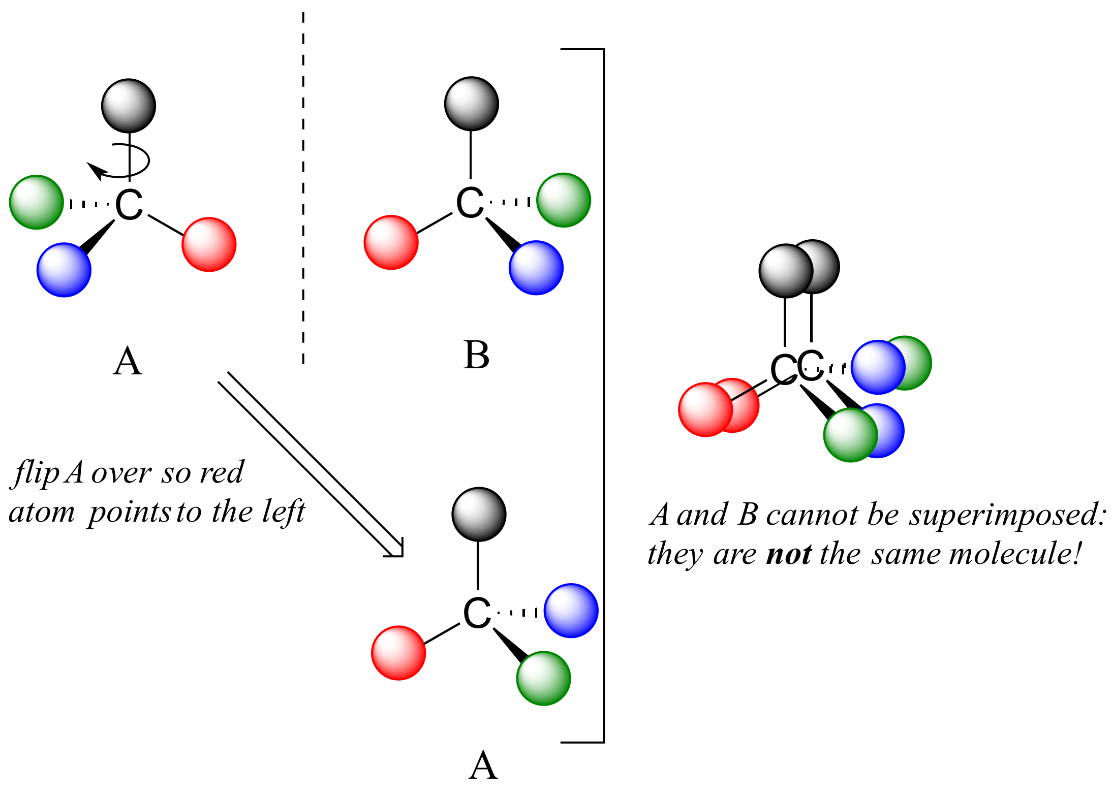 C
C
A
B
flip A over so red
atom points to the left
C
A
CC
A and B cannot be superimposed:
they are not the same molecule!